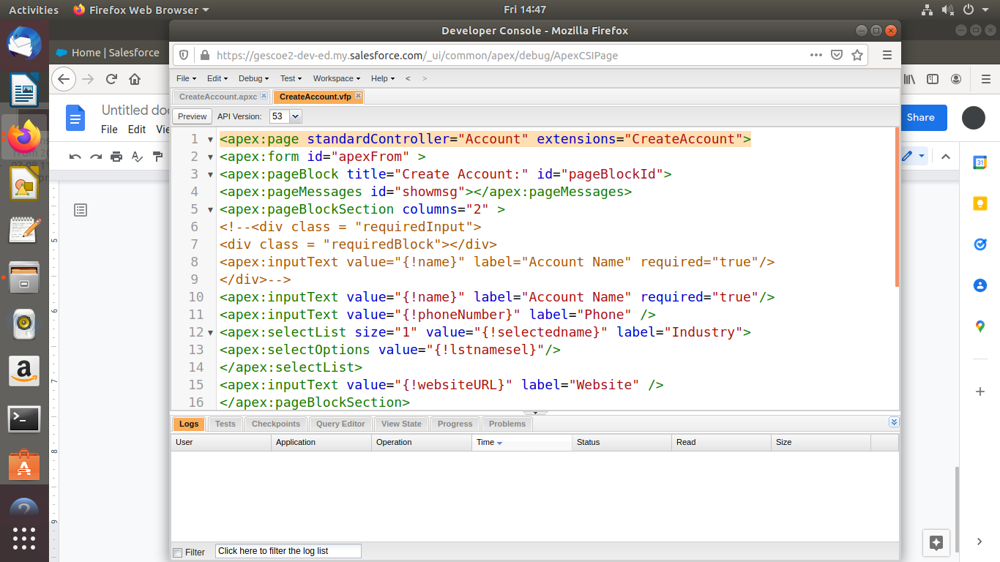 Activities
Firefox Web Browser
Fri 14:47
Developer Console - Mozilla Firefox
Home | Salesforce
https://gescoe2-dev-ed.my.salesforce.com/_ui/common/apex/debug/ApexCSIPage
File Edit Debug Test Workspace Help < >
CreateAccount.apxc CreateAccount.vfp
Untitled doc
File Edit Vie
Share
Preview API Version: 53
1 <apex:page standardController="Account" extensions="CreateAccount">
2 <apex:form id="apexFrom" >
3 <apex:pageBlock title="Create Account:" id="pageBlockId">
4 <apex:pageMessages id="showmsg"></apex:pageMessages>
5 <apex:pageBlockSection columns="2" >
6 <!--<div class = "requiredInput">
7 <div class = "requiredBlock"></div>
8 <apex:inputText value="{!name}" label="Account Name" required="true"/>
9 </div>-->
10 <apex:inputText value="{!name}" label="Account Name" required="true"/>
11 <apex:inputText value="{!phoneNumber}" label="Phone" />
12 <apex:selectList size="1" value="{!selectedname}" label="Industry">
13 <apex:selectOptions value="{!lstnamesel}"/>
14 </apex:selectList>
15 <apex:inputText value="{!websiteURL}" label="Website" />
16 </apex:pageBlockSection>
Logs Tests Checkpoints Query Editor View State Progress Problems
User Application Operation Time Status Read Size
Filter Click here to filter the log list
5
6
7
8
9
31